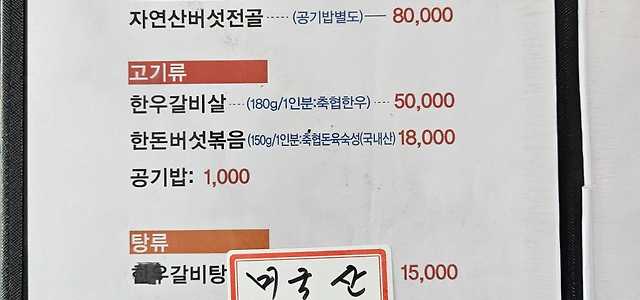 자연산버섯전골 ····· (공기밥별도) — 80,000
고기류
한우갈비살 ···· (180g/1인분:축협한우) ···· 50,000
한돈버섯볶음 (150g/1인분:축협돈육숙성(국내산) 18,000
공기밥: 1,000
탕류
우갈비탕 15,000
미국산